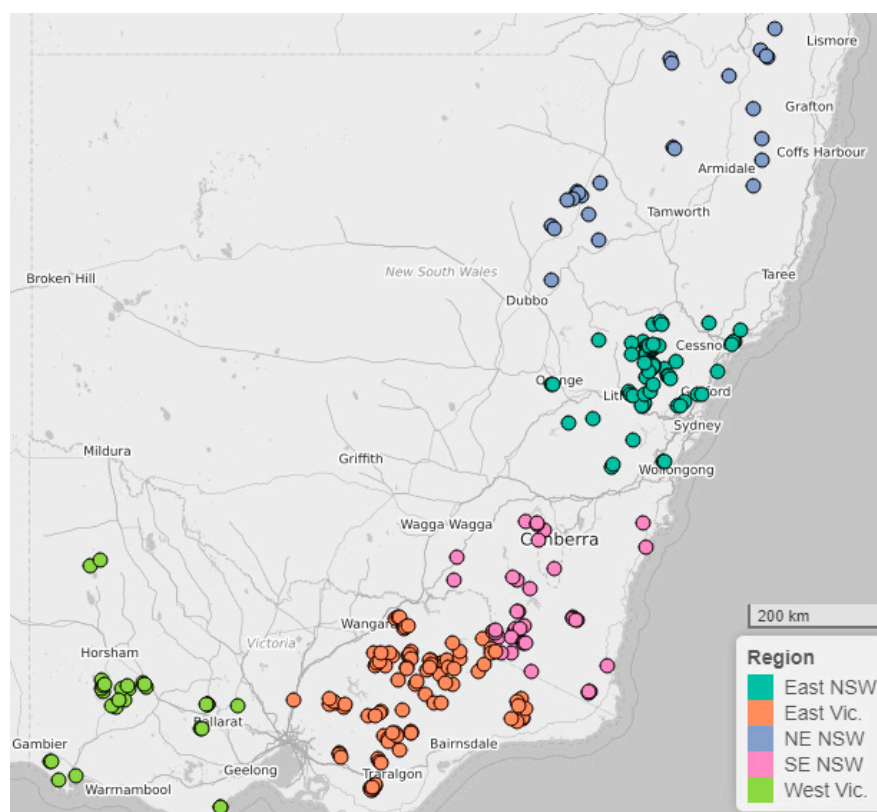 Lismore
Grafton
Coffs Harbour
Armidale
Tamworth
New South Wales
Taree
Broken Hill
Dubbo
Cessno
Orange
Lith
Gosford
Sydney
Mildura
Griffith
Wollongong
Wagga Wagga
Canberra
200 km
Wangara
Victoria
Horsham
Region
East NSW
East Vic.
NE NSW
SE NSW
West Vic.
Ballarat
Gambier
Bairnsdale
Geelong
Traralgon
Warrnambool